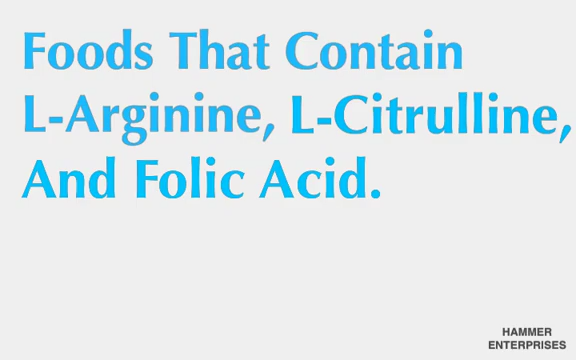 Foods That Contain
L-Arginine, L-Citrulline,
And Folic Acid.
HAMMER
ENTERPRISES